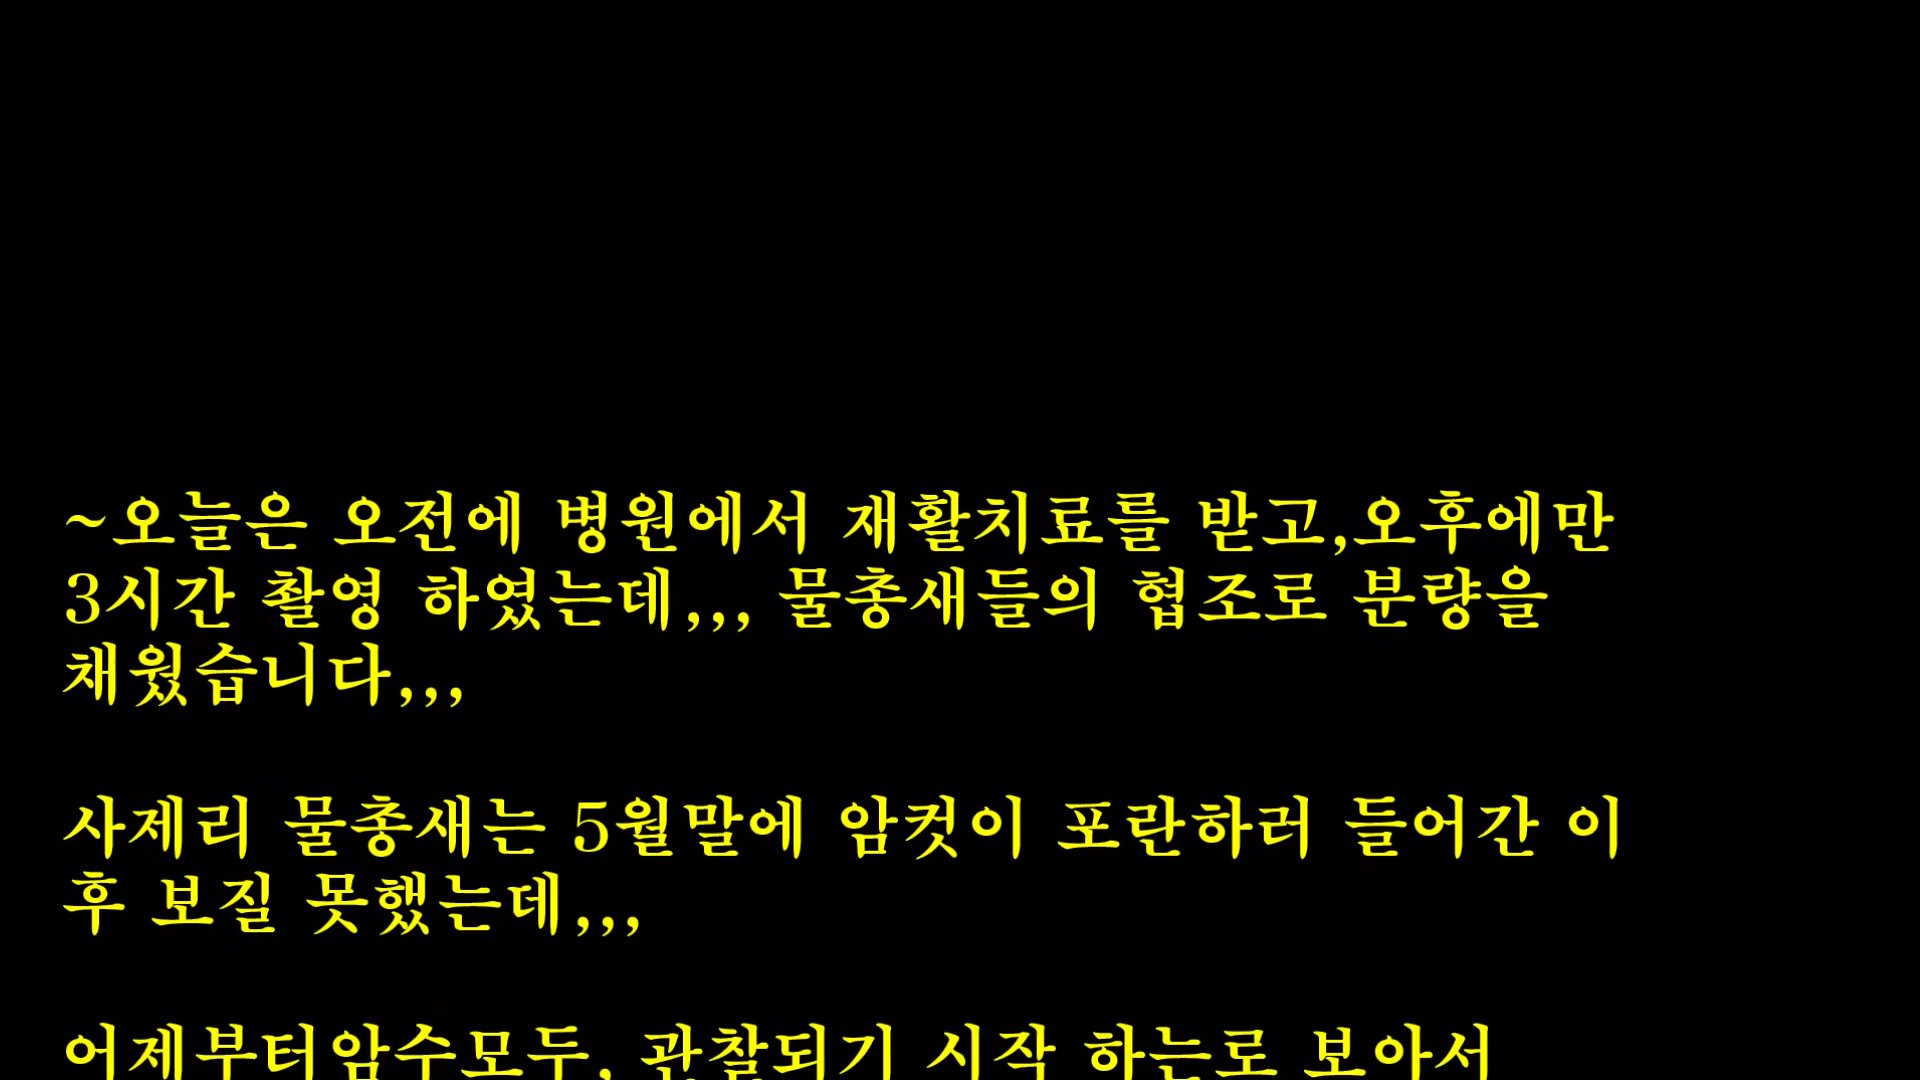 ~오늘은 오전에 병원에서 재활치료를 받고,오후에만
3시간 촬영 하였는데,,, 물총새들의 협조로 분량을
채웠습니다,,,
사제리 물총새는 5월말에 암컷이 포란하러 들어간 이
후 보질 못했는데,,,
어제부터암수모두, 관찰되기 시작 하는로 보아서